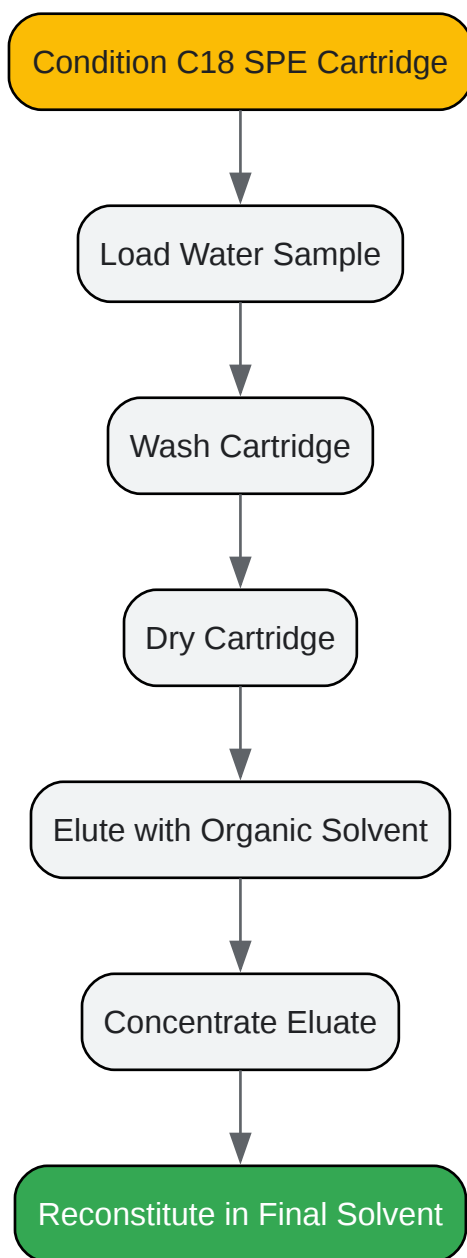 Condition C18 SPE Cartridge
Load Water Sample
Wash Cartridge
Dry Cartridge
Elute with Organic Solvent
Concentrate Eluate
Reconstitute in Final Solvent